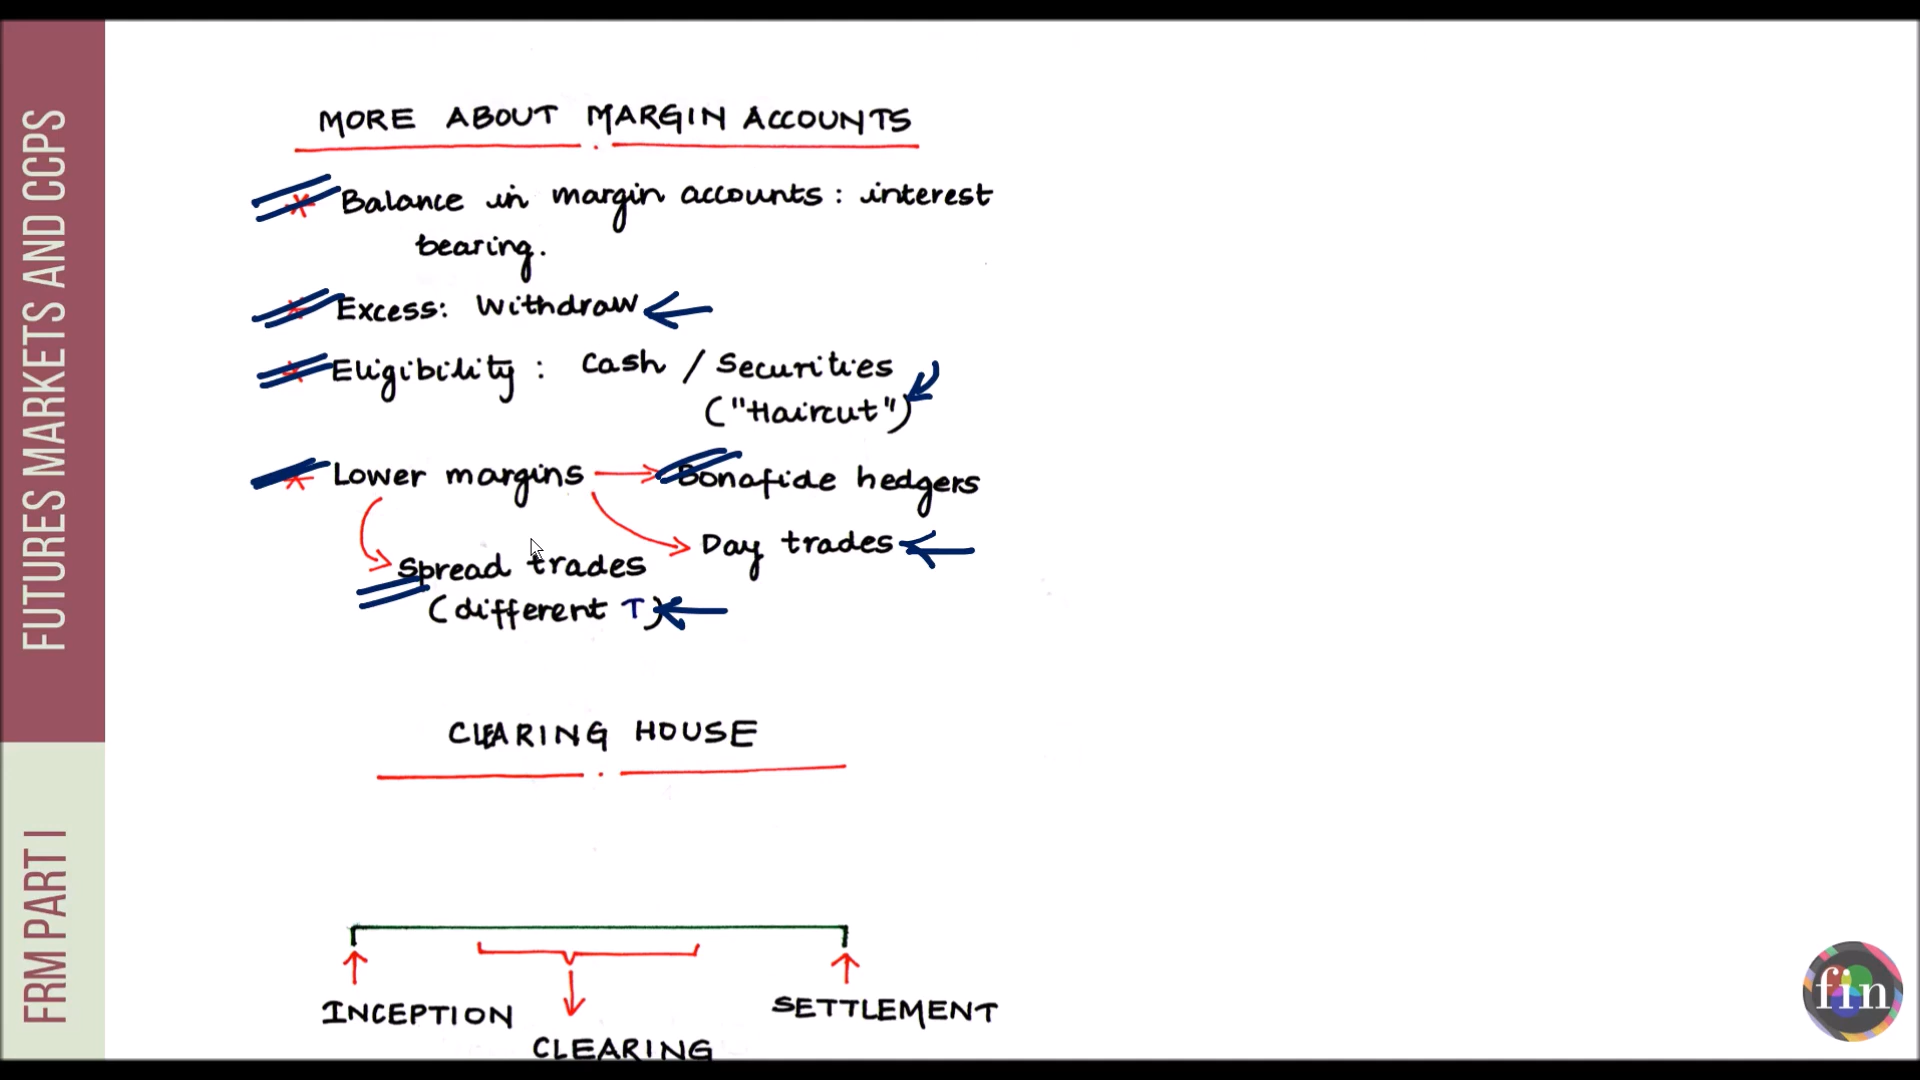 FUTURES MARKETS AND CCPS
FRM PART I
MORE ABOUT MARGIN ACCOUNTS
Balance in margin accounts : interest
bearing.
Excess: Withdraw
Eligibility : Cash / Securities
("Haircut")
Lower margins → Bonafide hedgers
Day trades
Spread trades
(different T)
CLEARING HOUSE
INCEPTION
SETTLEMENT
CLEARING
fin